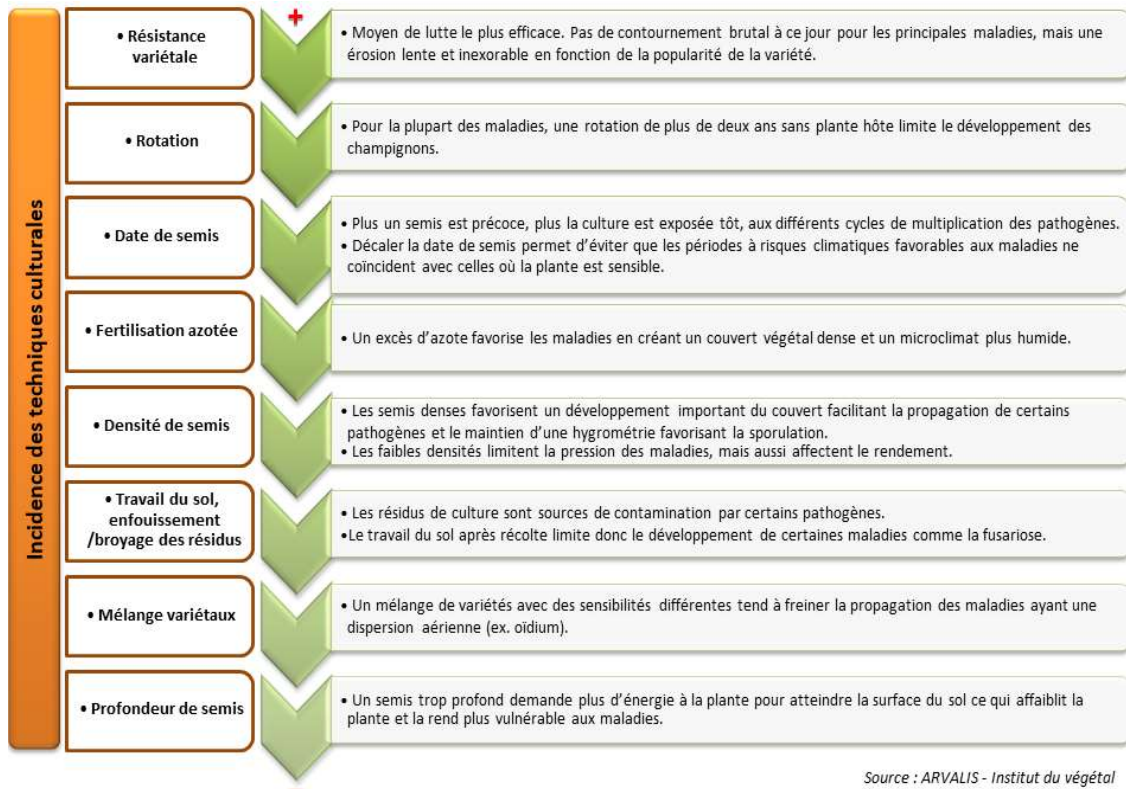 Incidence des techniques culturales
+
• Résistance
variétale
• Moyen de lutte le plus efficace. Pas de contournement brutal à ce jour pour les principales maladies, mais une
érosion lente et inexorable en fonction de la popularité de la variété.
• Rotation
• Pour la plupart des maladies, une rotation de plus de deux ans sans plante hôte limite le développement des
champignons.
• Date de semis
• Plus un semis est précoce, plus la culture est exposée tôt, aux différents cycles de multiplication des pathogènes.
• Décaler la date de semis permet d’éviter que les périodes à risques climatiques favorables aux maladies ne
coïncident avec celles où la plante est sensible.
• Fertilisation azotée
• Un excès d’azote favorise les maladies en créant un couvert végétal dense et un microclimat plus humide.
• Densité de semis
• Les semis denses favorisent un développement important du couvert facilitant la propagation de certains
pathogènes et le maintien d’une hygrométrie favorisant la sporulation.
• Les faibles densités limitent la pression des maladies, mais aussi affectent le rendement.
• Travail du sol,
enfouissement
/broyage des résidus
• Les résidus de culture sont sources de contamination par certains pathogènes.
•Le travail du sol après récolte limite donc le développement de certaines maladies comme la fusariose.
• Mélange variétaux
• Un mélange de variétés avec des sensibilités différentes tend à freiner la propagation des maladies ayant une
dispersion aérienne (ex. oïdium).
• Profondeur de semis
• Un semis trop profond demande plus d’énergie à la plante pour atteindre la surface du sol ce qui affaiblit la
plante et la rend plus vulnérable aux maladies.
Source : ARVALIS - Institut du végétal